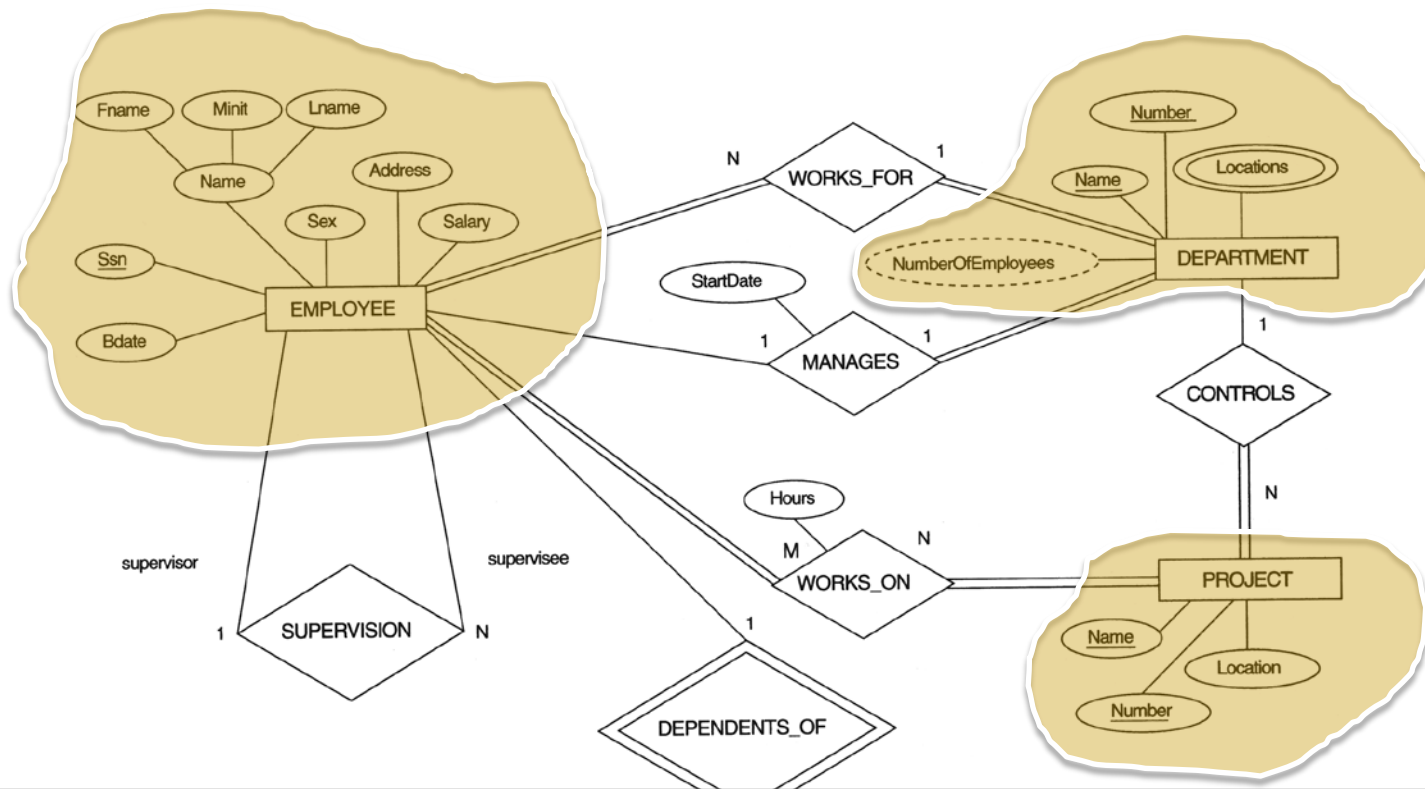 Fname
Minit
Lname
Name
Address
Sex
Salary
Ssn
Bdate
EMPLOYEE
N
WORKS_FOR
1
Number
Name
Locations
NumberOfEmployees
DEPARTMENT
StartDate
1
MANAGES
1
1
CONTROLS
N
supervisor
supervisee
1
SUPERVISION
N
Hours
M
WORKS_ON
N
PROJECT
Name
Number
Location
1
DEPENDENTS_OF